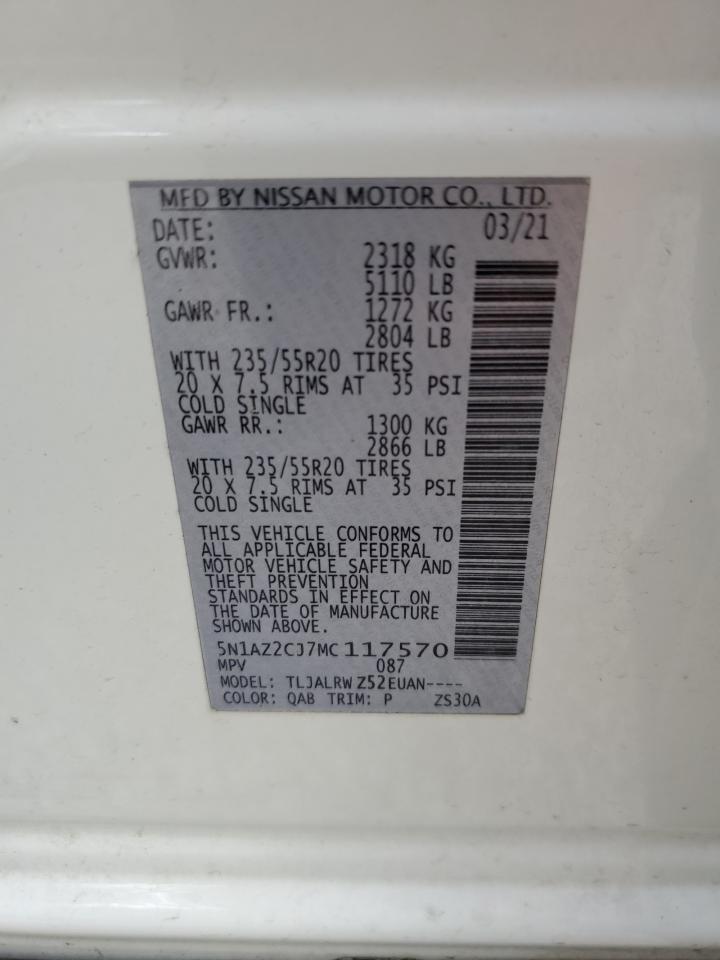 MFD BY NISSAN MOTOR CO., LTD.
DATE: 03/21
GVWR: 2318 KG
5110 LB
GAWR FR.: 1272 KG
2804 LB
WITH 235/55R20 TIRES
20 X 7.5 RIMS AT 35 PSI
COLD SINGLE
GAWR RR.: 1300 KG
2866 LB
WITH 235/55R20 TIRES
20 X 7.5 RIMS AT 35 PSI
COLD SINGLE
THIS VEHICLE CONFORMS TO
ALL APPLICABLE FEDERAL
MOTOR VEHICLE SAFETY AND
THEFT PREVENTION
STANDARDS IN EFFECT ON
THE DATE OF MANUFACTURE
SHOWN ABOVE.
5N1AZ2CJ7MC117570
MPV 087
MODEL: TLJALRWZ52EUAN----
COLOR: QAB TRIM: P ZS30A